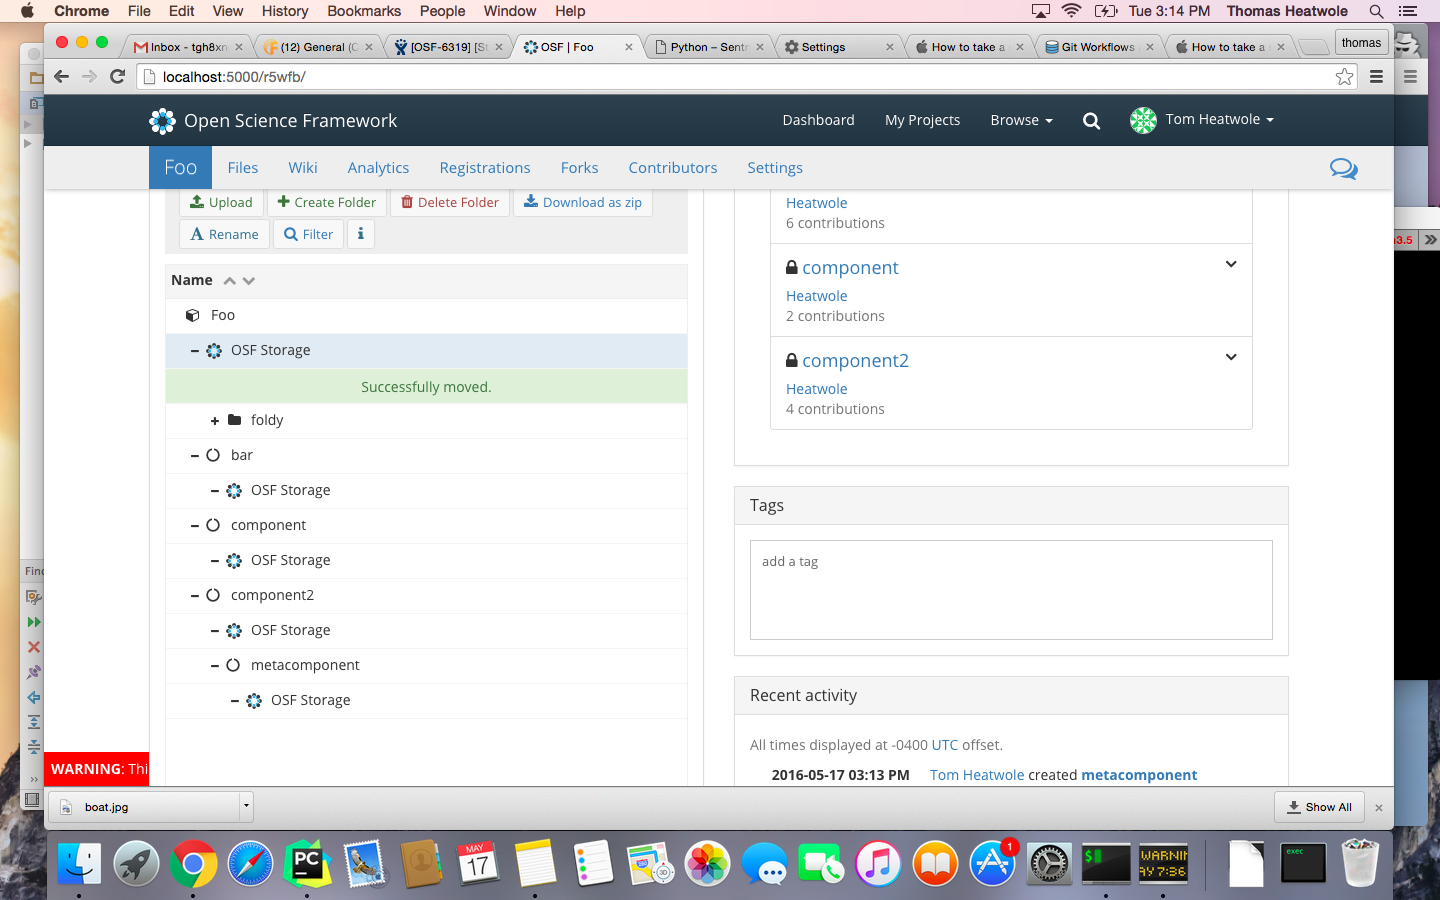 Chrome File Edit View History Bookmarks People Window Help Tue 3:14 PM Thomas Heatwole
Inbox - tgh8xn (12) General (C [OSF-6319] [St OSF | Foo Python – Sentr Settings How to take a Git Workflows How to take a s thomas
localhost:5000/r5wfb/
Open Science Framework Dashboard My Projects Browse Tom Heatwole
Foo Files Wiki Analytics Registrations Forks Contributors Settings
Upload Create Folder Delete Folder Download as zip
Rename Filter i
Name
Foo
OSF Storage
Successfully moved.
foldy
bar
OSF Storage
component
OSF Storage
component2
OSF Storage
metacomponent
OSF Storage
Heatwole
6 contributions
component
Heatwole
2 contributions
component2
Heatwole
4 contributions
Tags
add a tag
Recent activity
All times displayed at -0400 UTC offset.
2016-05-17 03:13 PM Tom Heatwole created metacomponent
3.5
Find
WARNING: Thi
boat.jpg Show All
PC
MAY
17
3D
1
$
WARNIN
AY 7:36
exec